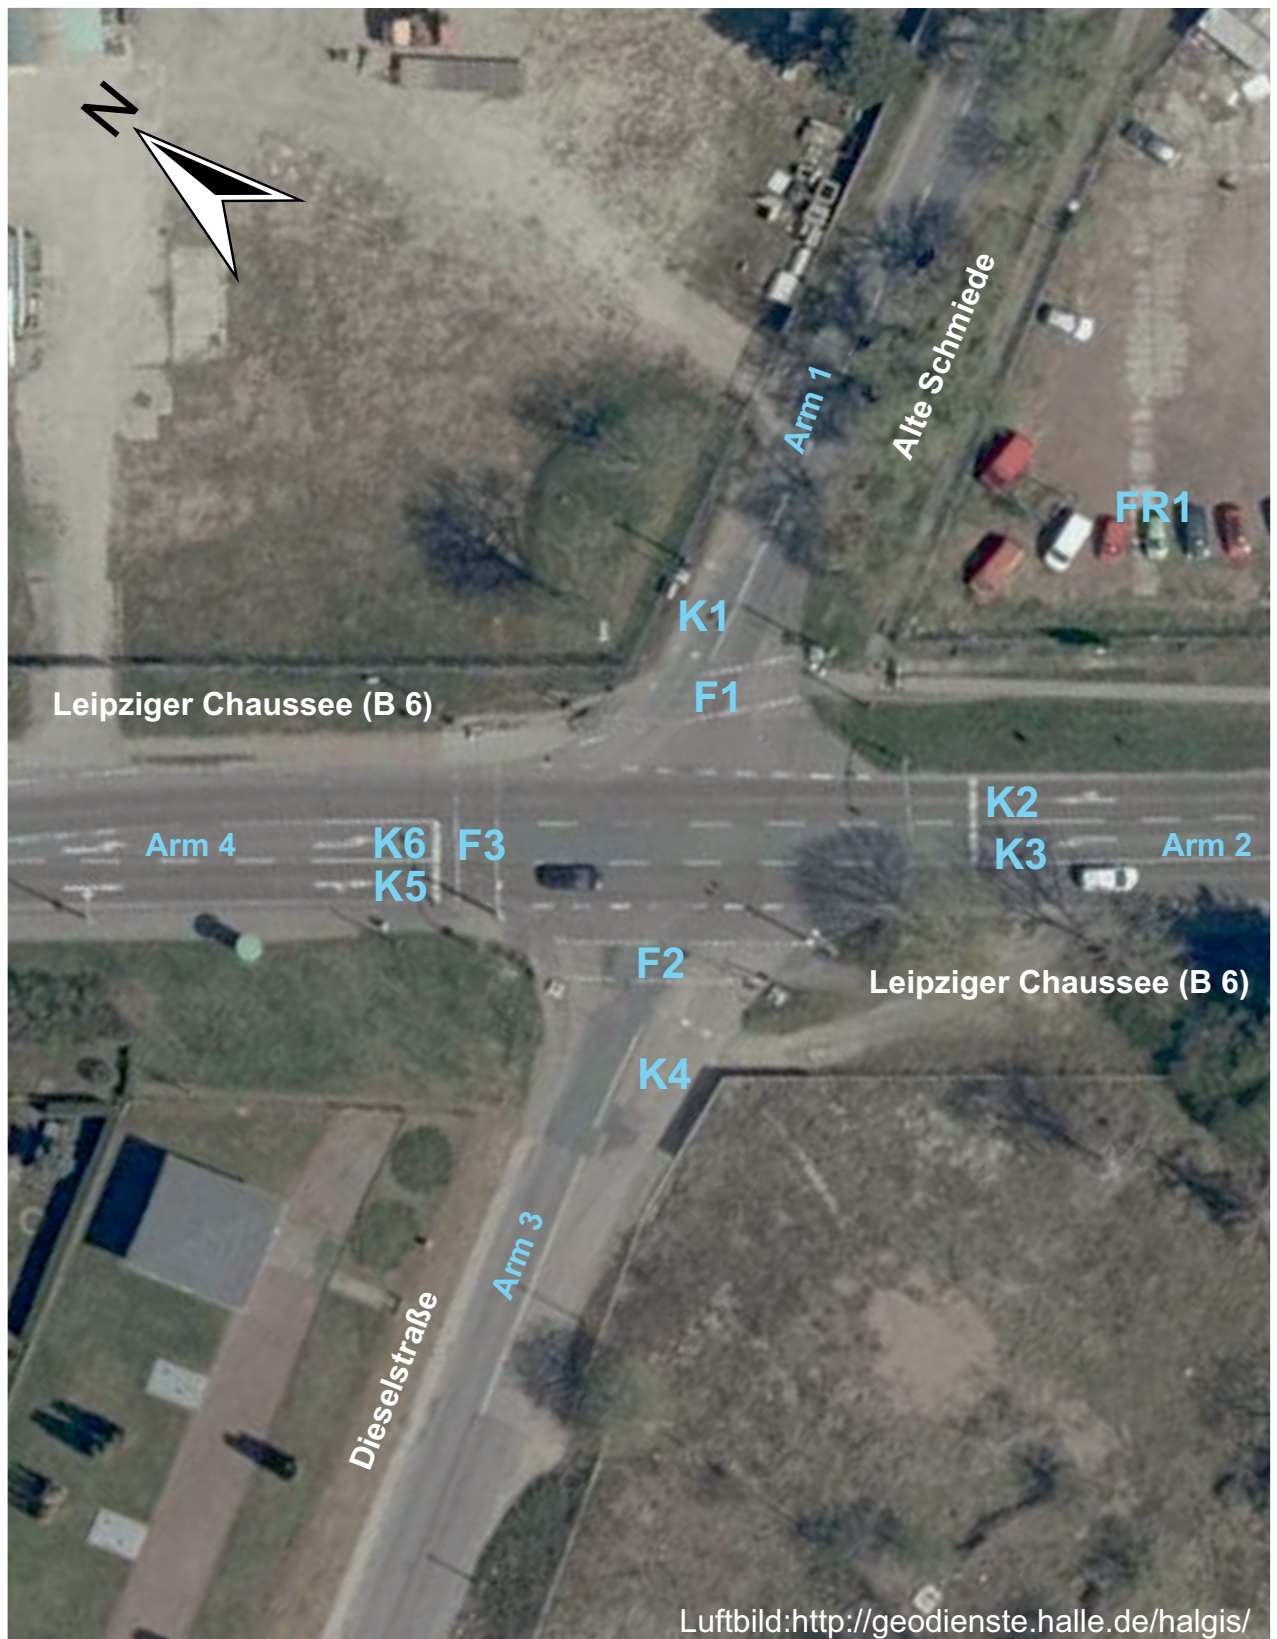 N
Alte Schmiede
Arm 1
FR1
K1
F1
Leipziger Chaussee (B 6)
K2
Arm 4
K6
F3
K3
Arm 2
K5
F2
Leipziger Chaussee (B 6)
K4
Arm 3
Dieselstraße
Luftbild:http://geodienste.halle.de/halgis/